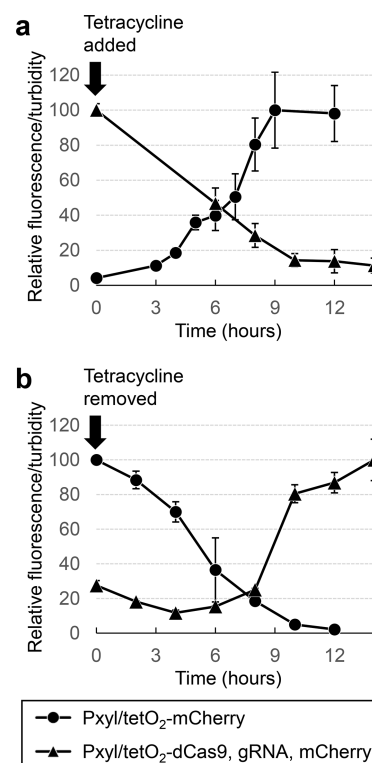 a
Tetracycline
added
Relative fluorescence/turbidity
120
100
80
60
40
20
0
0 3 6 9 12
Time (hours)
b
Tetracycline
removed
Relative fluorescence/turbidity
120
100
80
60
40
20
0
0 3 6 9 12
Time (hours)
Pxyl/tetO₂-mCherry
Pxyl/tetO₂-dCas9, gRNA, mCherry